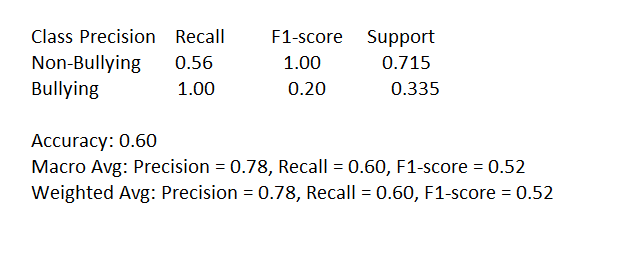 Class Precision Recall F1-score Support
Non-Bullying 0.56 1.00 0.715
Bullying 1.00 0.20 0.335
Accuracy: 0.60
Macro Avg: Precision = 0.78, Recall = 0.60, F1-score = 0.52
Weighted Avg: Precision = 0.78, Recall = 0.60, F1-score = 0.52